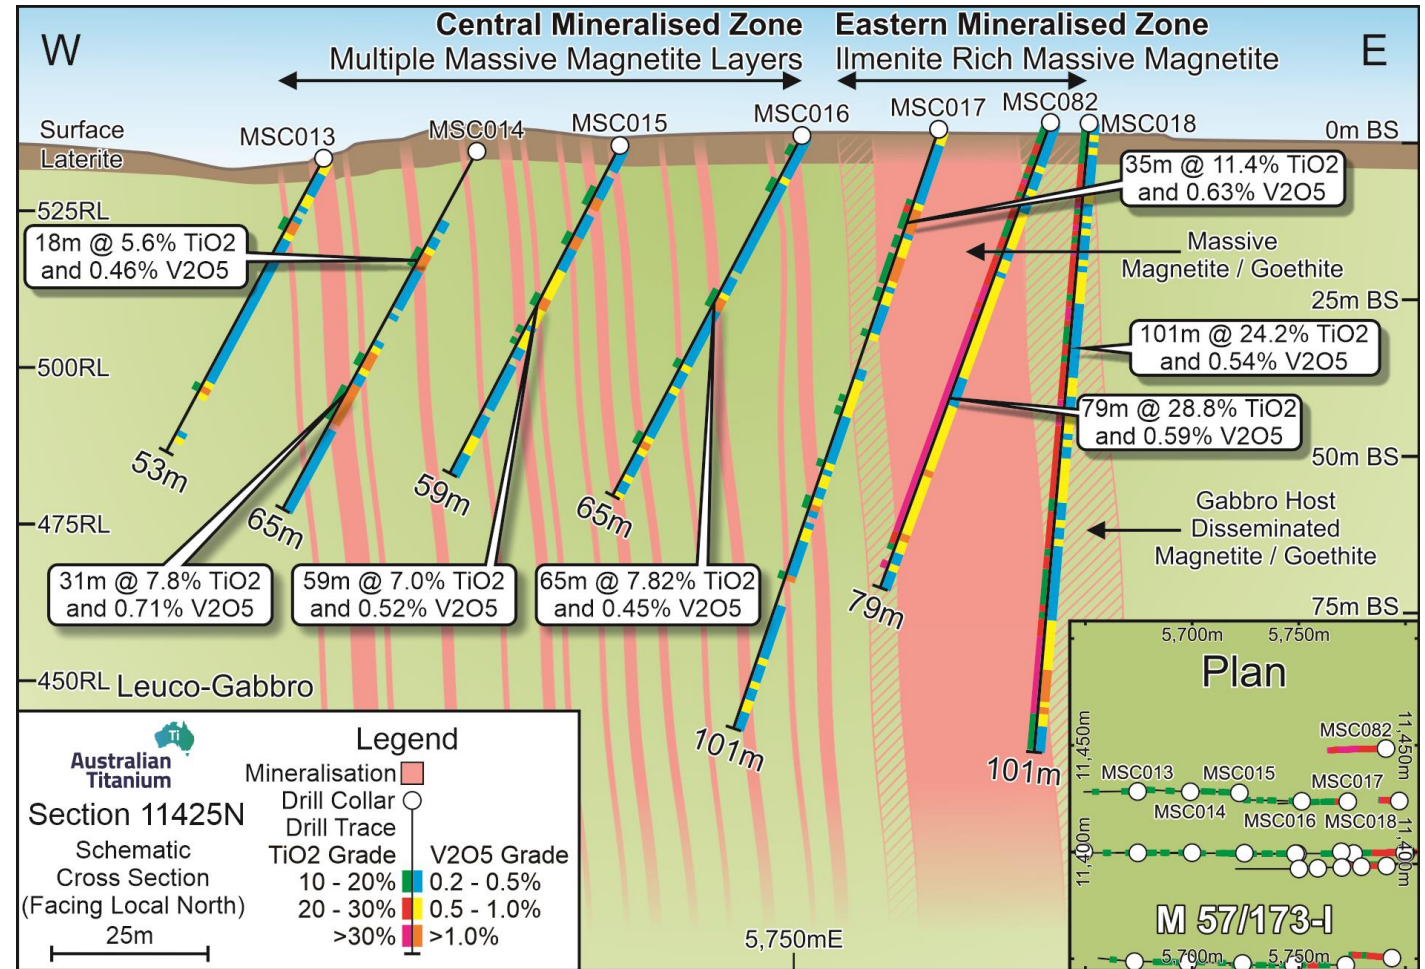 W
Central Mineralised Zone
Multiple Massive Magnetite Layers
Eastern Mineralised Zone
Ilmenite Rich Massive Magnetite
E
Surface
Laterite
MSC013
MSC014
MSC015
MSC016
MSC017
MSC082
MSC018
0m BS
525RL
18m @ 5.6% TiO2
and 0.46% V2O5
35m @ 11.4% TiO2
and 0.63% V2O5
Massive
Magnetite / Goethite
25m BS
500RL
101m @ 24.2% TiO2
and 0.54% V2O5
79m @ 28.8% TiO2
and 0.59% V2O5
50m BS
53m
65m
59m
65m
475RL
Gabbro Host
Disseminated
Magnetite / Goethite
31m @ 7.8% TiO2
and 0.71% V2O5
59m @ 7.0% TiO2
and 0.52% V2O5
65m @ 7.82% TiO2
and 0.45% V2O5
79m
75m BS
450RL
Leuco-Gabbro
101m
101m
5,750mE
Ti
Australian
Titanium
Section 11425N
Schematic
Cross Section
(Facing Local North)
25m
Legend
Mineralisation
Drill Collar
Drill Trace
TiO2 Grade V2O5 Grade
10 - 20% 0.2 - 0.5%
20 - 30% 0.5 - 1.0%
>30% >1.0%
5,700m 5,750m
Plan
11,450m
11,450m
MSC082
MSC013
MSC015
MSC017
MSC014
MSC016
MSC018
11,400m
11,400m
M 57/173-I
5,700m 5,750m